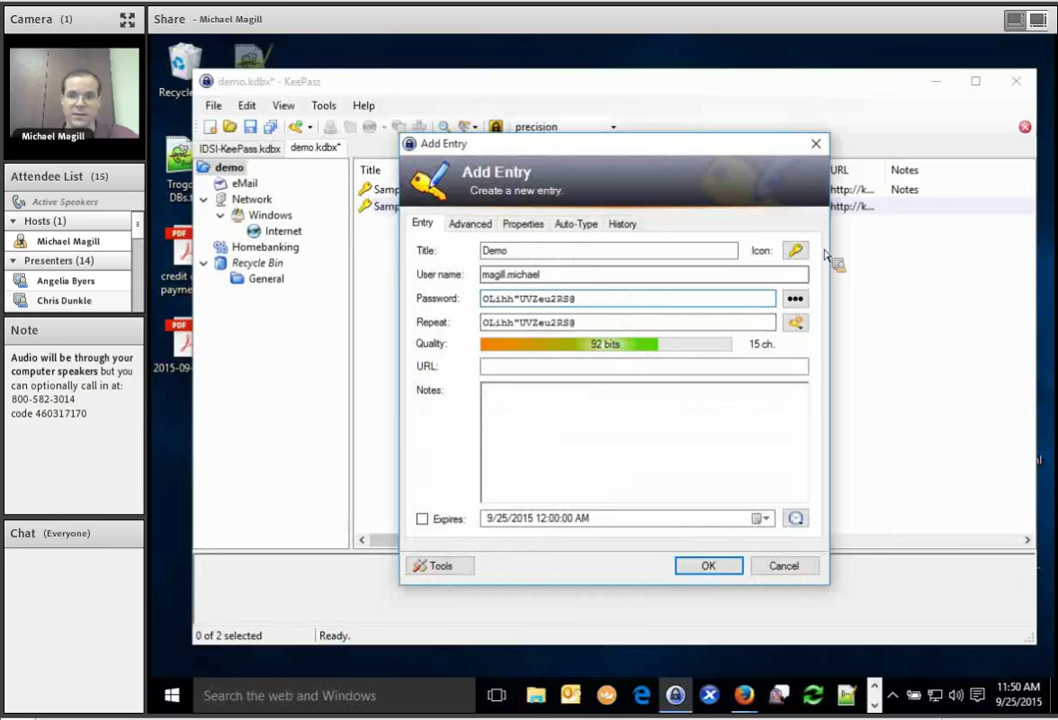 Camera (1)
Share - Michael Magill
Michael Magill
Attendee List (15)
Active Speakers
Hosts (1)
Michael Magill
Presenters (14)
Angelia Byers
Chris Dunkle
Note
Audio will be through your
computer speakers but you
can optionally call in at:
800-582-3014
code 460317170
Chat (Everyone)
Recycle
Trogo
DBs.
PDF
credit
payme
PDF
2015-09
demo.kdbx* - KeePass
File Edit View Tools Help
precision
IDSI-KeePass.kdbx demo.kdbx*
demo
eMail
Network
Windows
Internet
Homebanking
Recycle Bin
General
Title URL Notes
Samp http://k... Notes
Samp http://k...
Add Entry
Add Entry
Create a new entry.
Entry Advanced Properties Auto-Type History
Title: Demo Icon:
User name: magill.michael
Password: OLihh"UVZeu2RS@
Repeat: OLihh"UVZeu2RS@
Quality: 92 bits 15 ch.
URL:
Notes:
Expires: 9/25/2015 12:00:00 AM
Tools OK Cancel
0 of 2 selected Ready.
Search the web and Windows
11:50 AM
9/25/2015